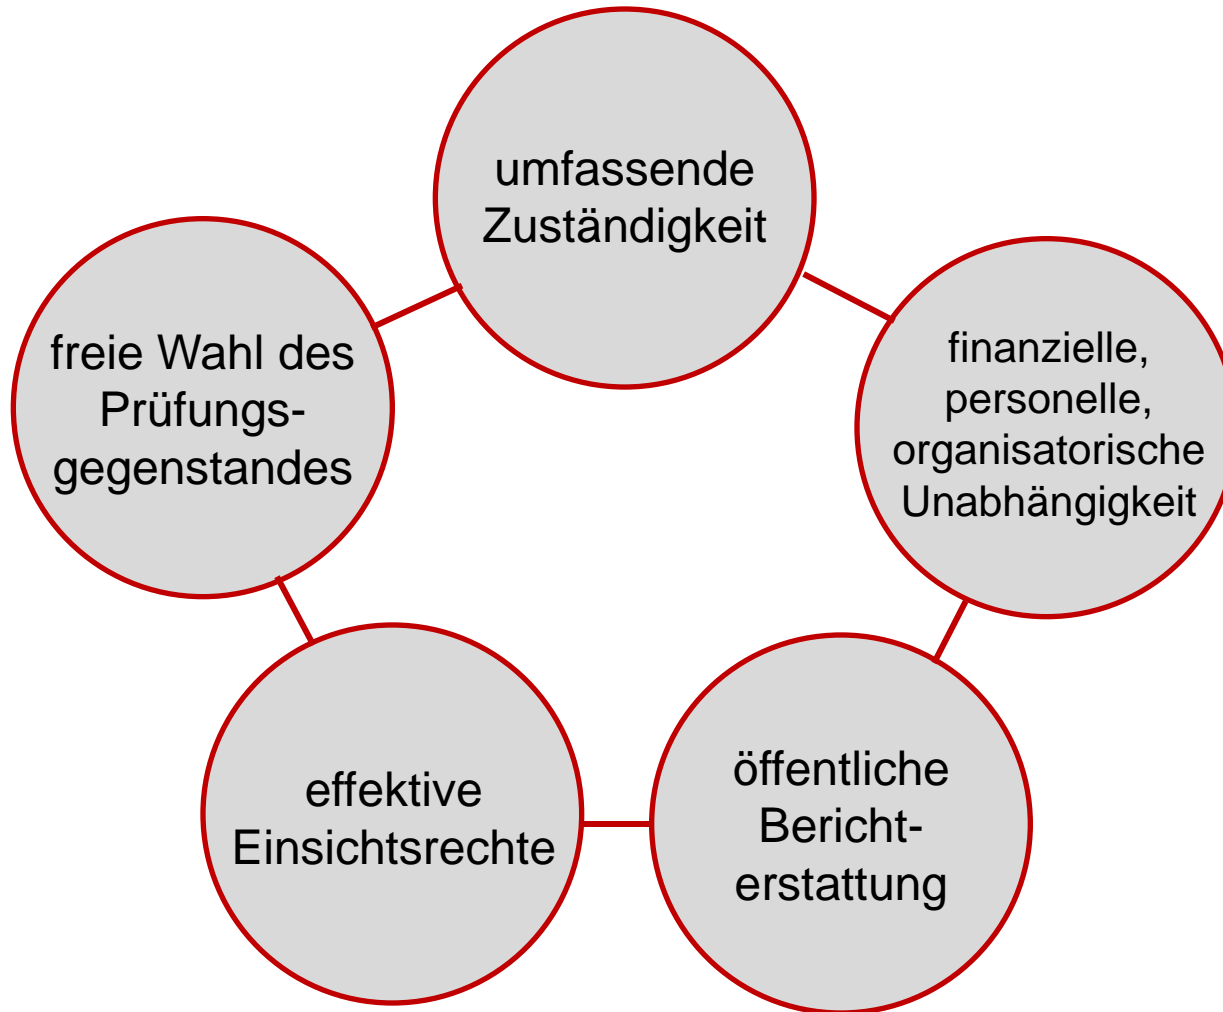 umfassende
Zuständigkeit
finanzielle,
personelle,
organisatorische
Unabhängigkeit
öffentliche
Bericht-
erstattung
effektive
Einsichtsrechte
freie Wahl des
Prüfungs-
gegenstandes